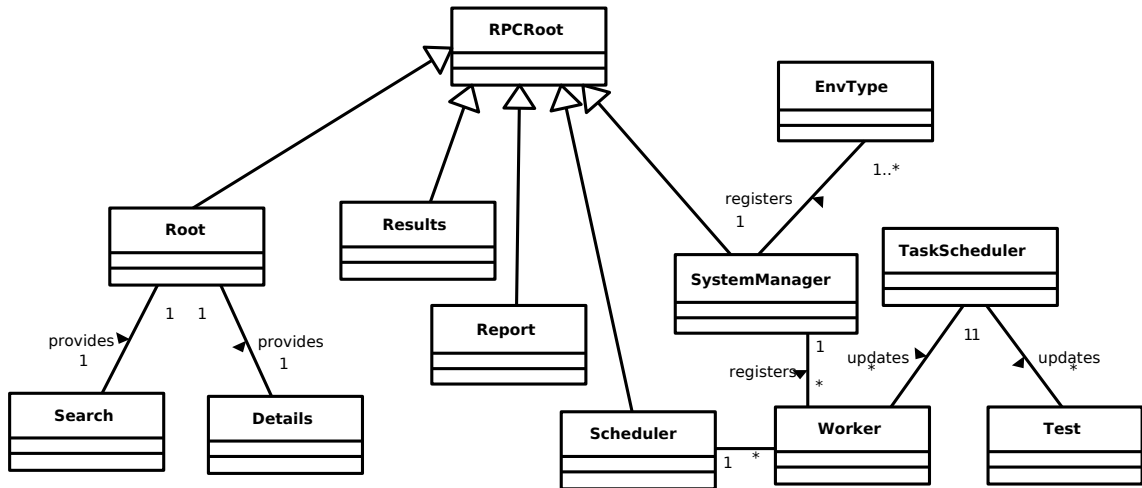 RPCRoot
EnvType
1..*
registers
1
Root
Results
TaskScheduler
SystemManager
1 1
Report
1
11
provides
provides
updates
updates
1
1
registers
*
*
*
Search
Details
Scheduler
Worker
Test
1
*